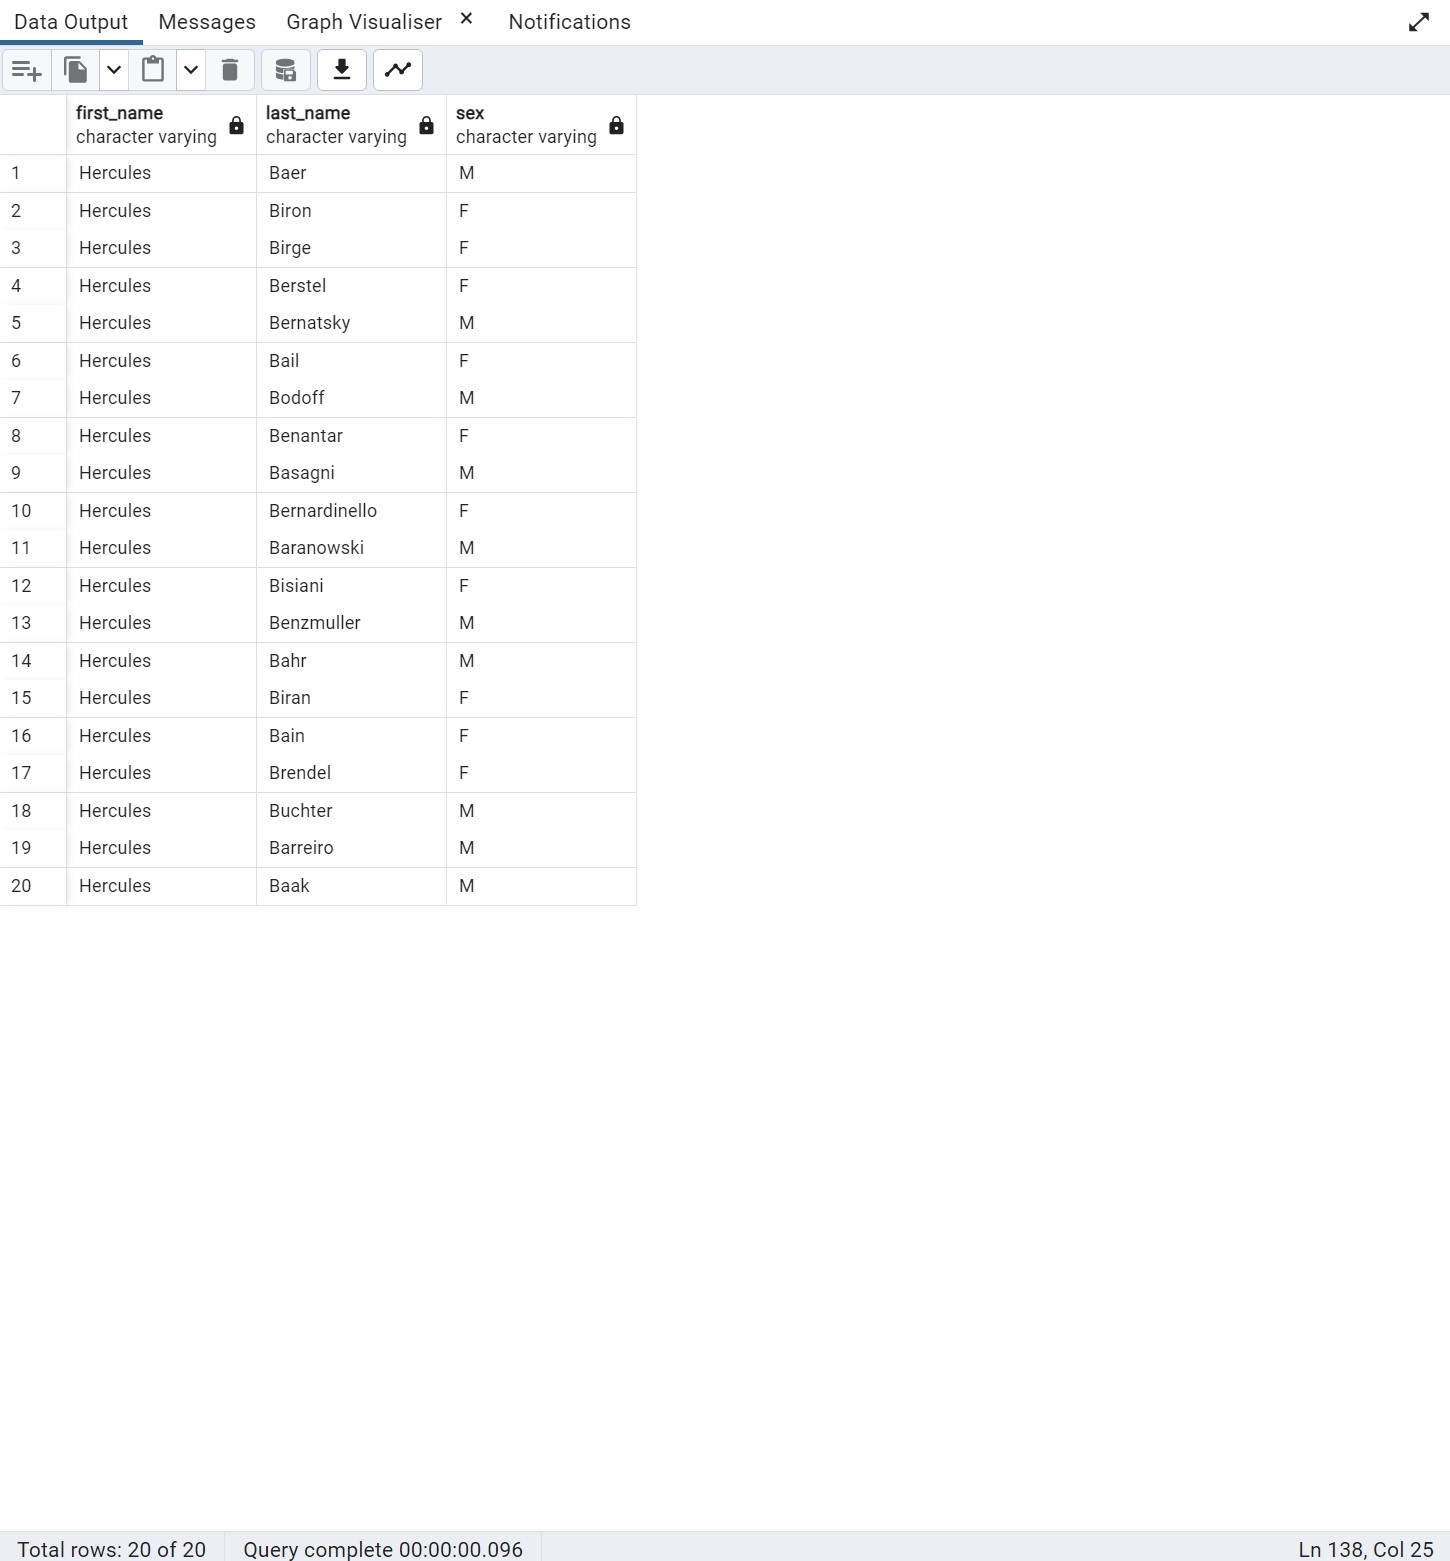 Data Output Messages Graph Visualiser × Notifications
first_name last_name sex
character varying character varying character varying
1 Hercules Baer M
2 Hercules Biron F
3 Hercules Birge F
4 Hercules Berstel F
5 Hercules Bernatsky M
6 Hercules Bail F
7 Hercules Bodoff M
8 Hercules Benantar F
9 Hercules Basagni M
10 Hercules Bernardinello F
11 Hercules Baranowski M
12 Hercules Bisiani F
13 Hercules Benzmuller M
14 Hercules Bahr M
15 Hercules Biran F
16 Hercules Bain F
17 Hercules Brendel F
18 Hercules Buchter M
19 Hercules Barreiro M
20 Hercules Baak M
Total rows: 20 of 20 Query complete 00:00:00.096 Ln 138, Col 25